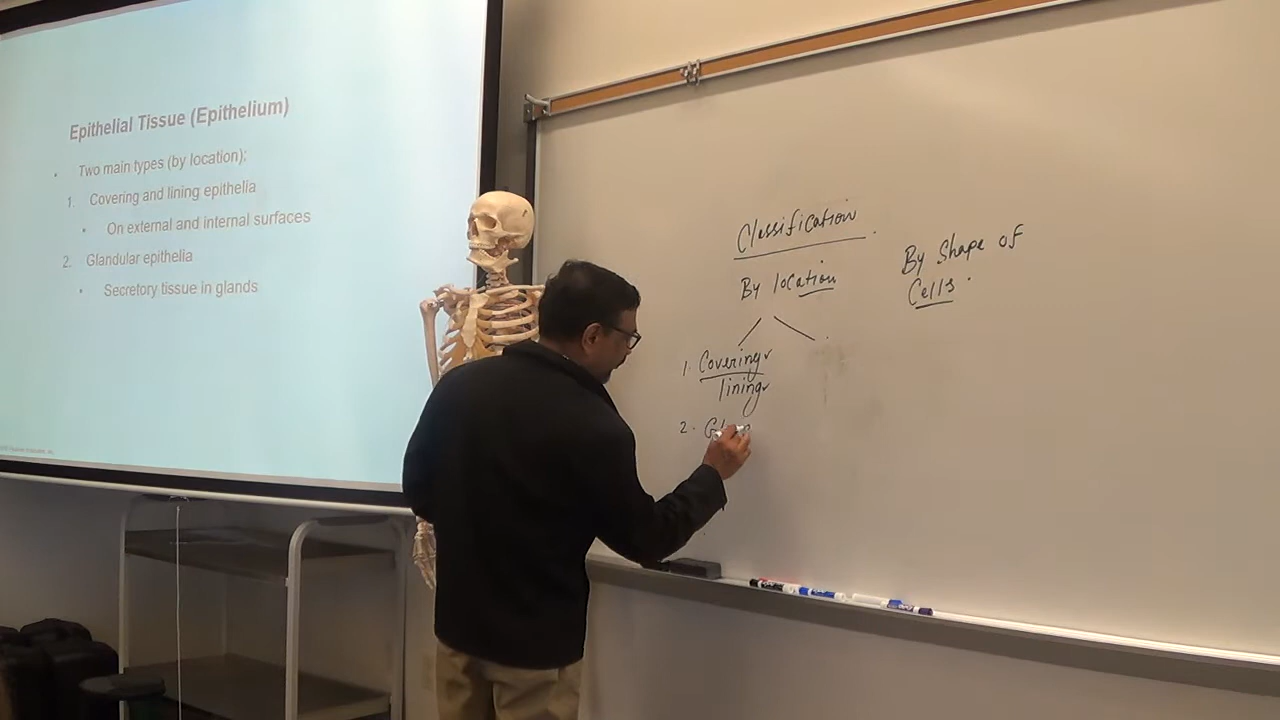 Epithelial Tissue (Epithelium)
• Two main types (by location):
1. Covering and lining epithelia
• On external and internal surfaces
2. Glandular epithelia
• Secretory tissue in glands
Classification.
By location
1. Covering
lining
2.
By Shape of
Cells.